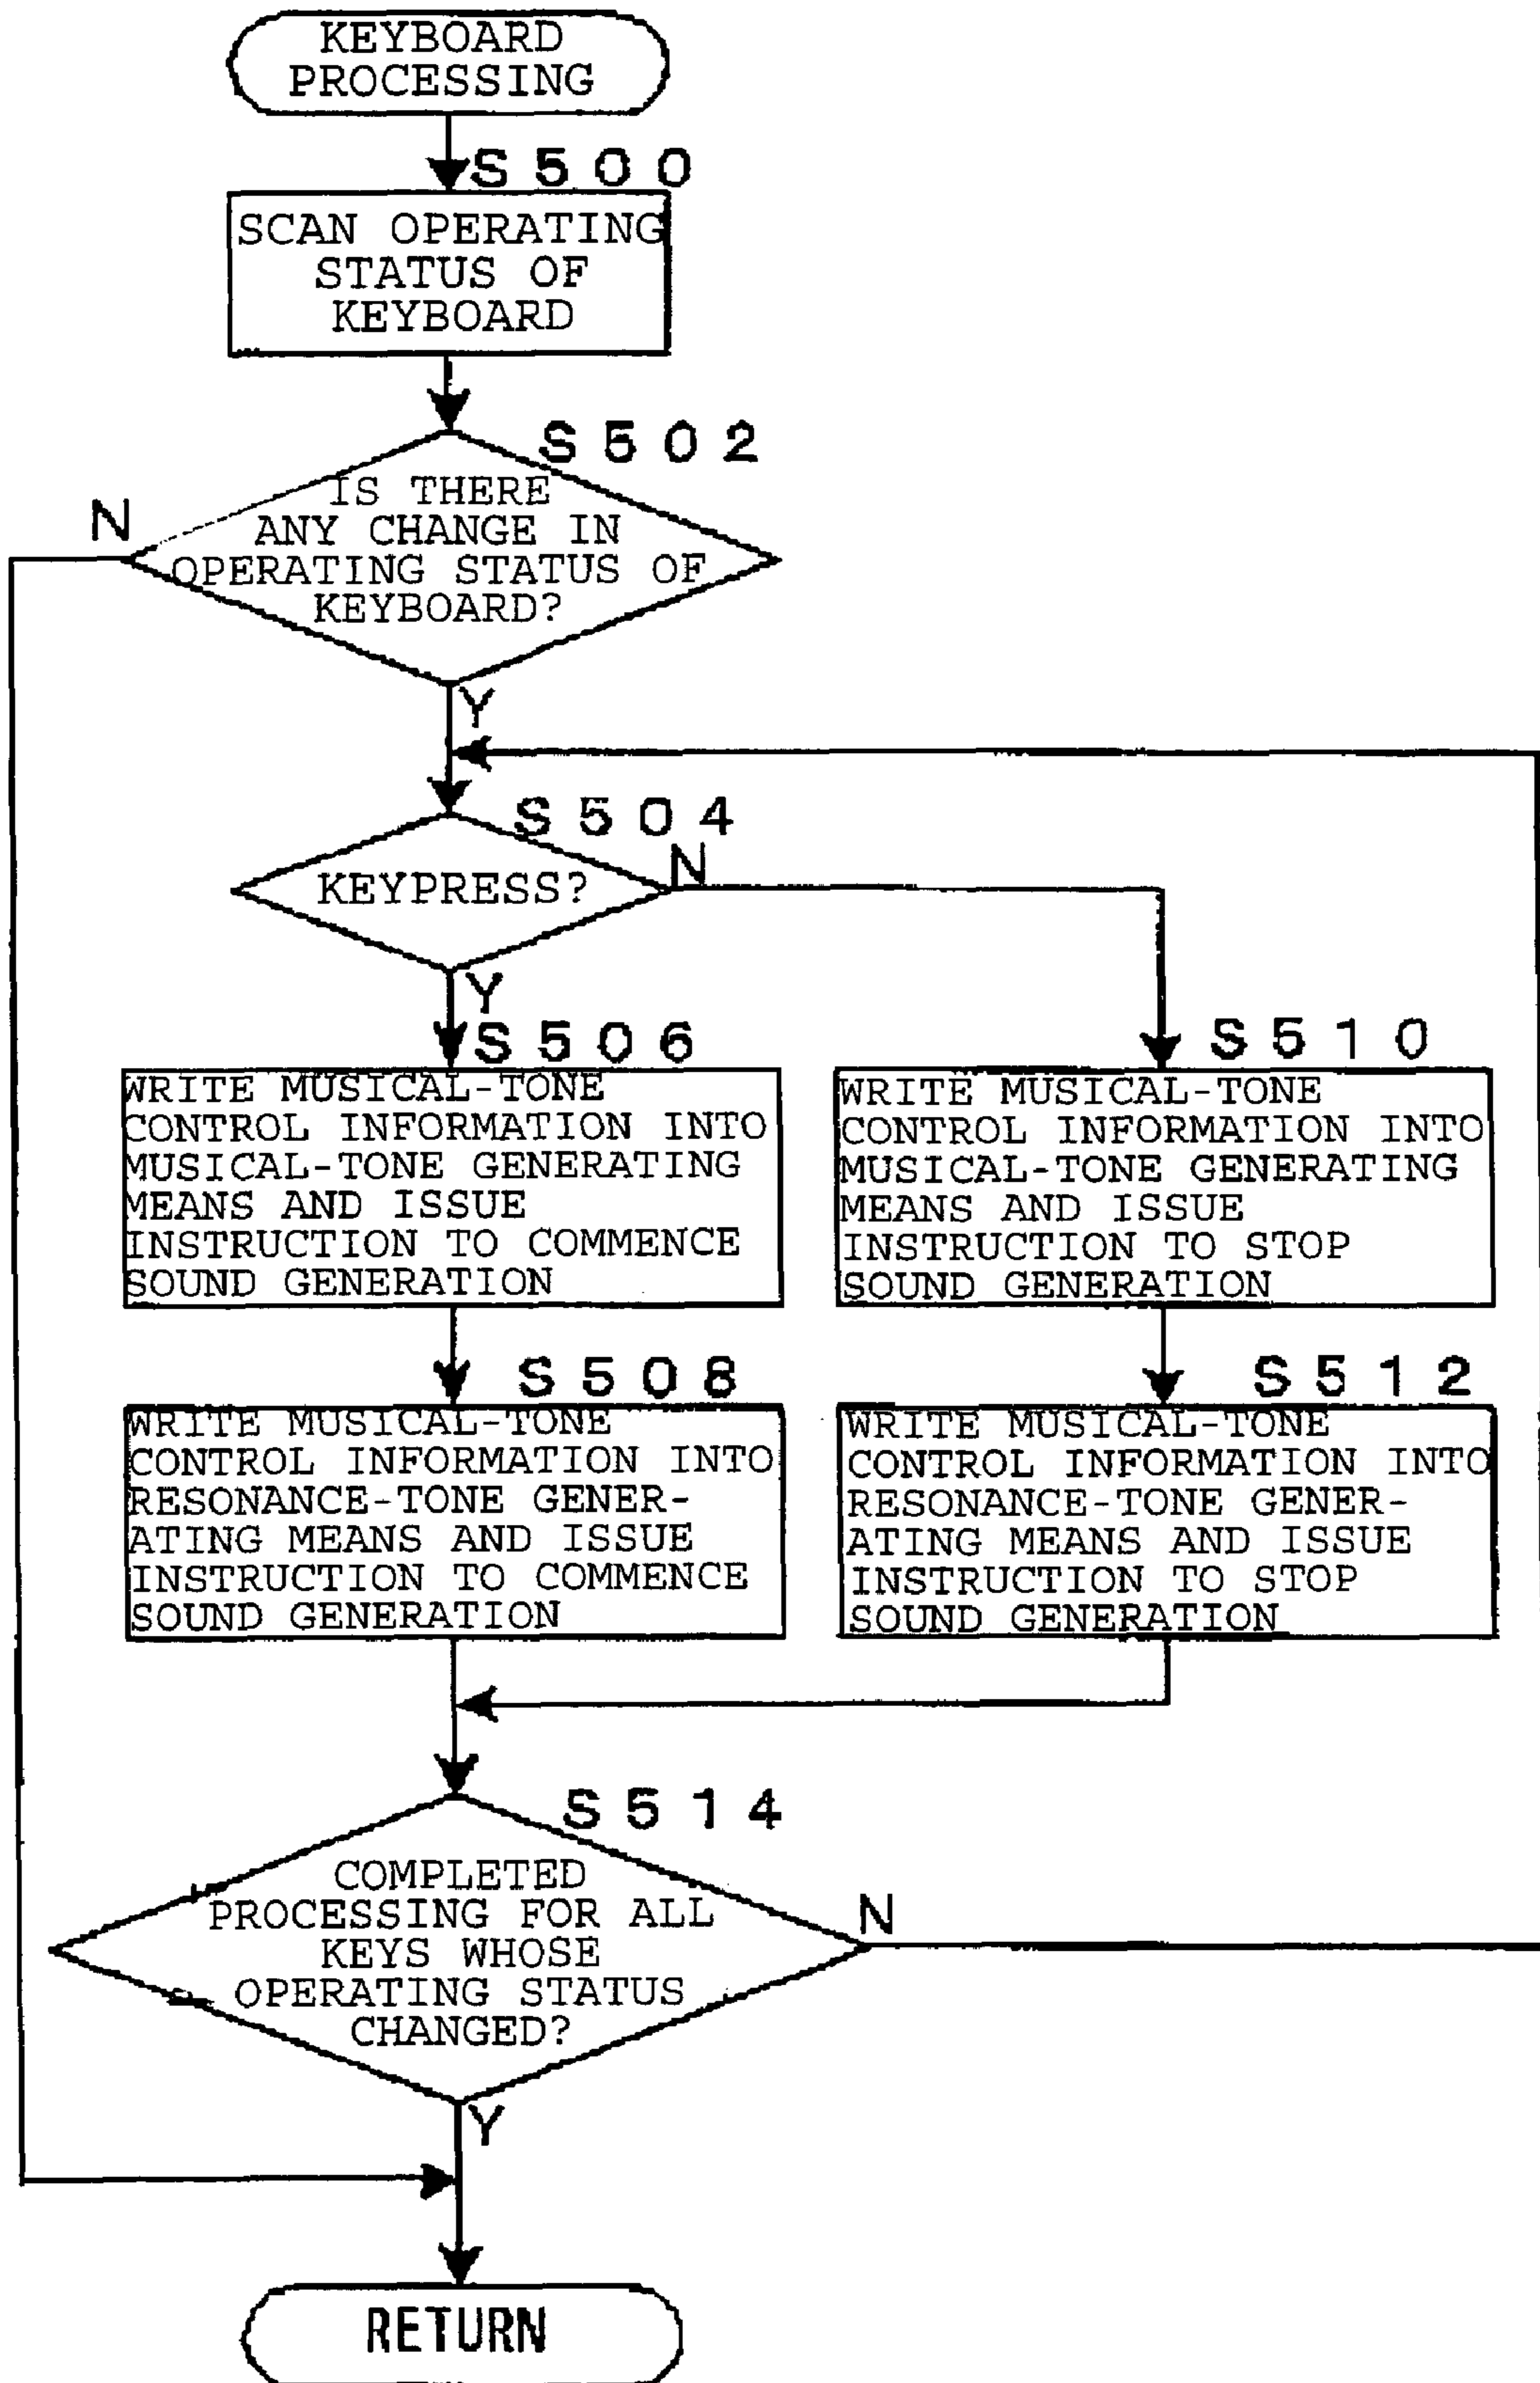 KEYBOARD
PROCESSING
S500
SCAN OPERATING
STATUS OF
KEYBOARD
S502
N
IS THERE
ANY CHANGE IN
OPERATING STATUS OF
KEYBOARD?
Y
S504
N
KEYPRESS?
Y
S506
WRITE MUSICAL-TONE
CONTROL INFORMATION INTO
MUSICAL-TONE GENERATING
MEANS AND ISSUE
INSTRUCTION TO COMMENCE
SOUND GENERATION
S510
WRITE MUSICAL-TONE
CONTROL INFORMATION INTO
MUSICAL-TONE GENERATING
MEANS AND ISSUE
INSTRUCTION TO STOP
SOUND GENERATION
S508
WRITE MUSICAL-TONE
CONTROL INFORMATION INTO
RESONANCE-TONE GENER-
ATING MEANS AND ISSUE
INSTRUCTION TO COMMENCE
SOUND GENERATION
S512
WRITE MUSICAL-TONE
CONTROL INFORMATION INTO
RESONANCE-TONE GENER-
ATING MEANS AND ISSUE
INSTRUCTION TO STOP
SOUND GENERATION
S514
COMPLETED
PROCESSING FOR ALL
KEYS WHOSE
OPERATING STATUS
CHANGED?
N
Y
RETURN